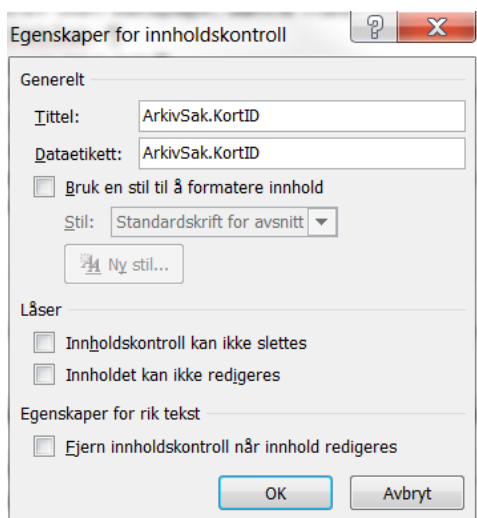 Egenskaper for innholdskontroll
? X
Generelt
Tittel: ArkivSak.KortID
Dataetikett: ArkivSak.KortID
Bruk en stil til å formatere innhold
Stil: Standardskrift for avsnitt
Ny stil...
Låser
Innholdskontroll kan ikke slettes
Innholdet kan ikke redigeres
Egenskaper for rik tekst
Fjern innholdskontroll når innhold redigeres
OK Avbryt